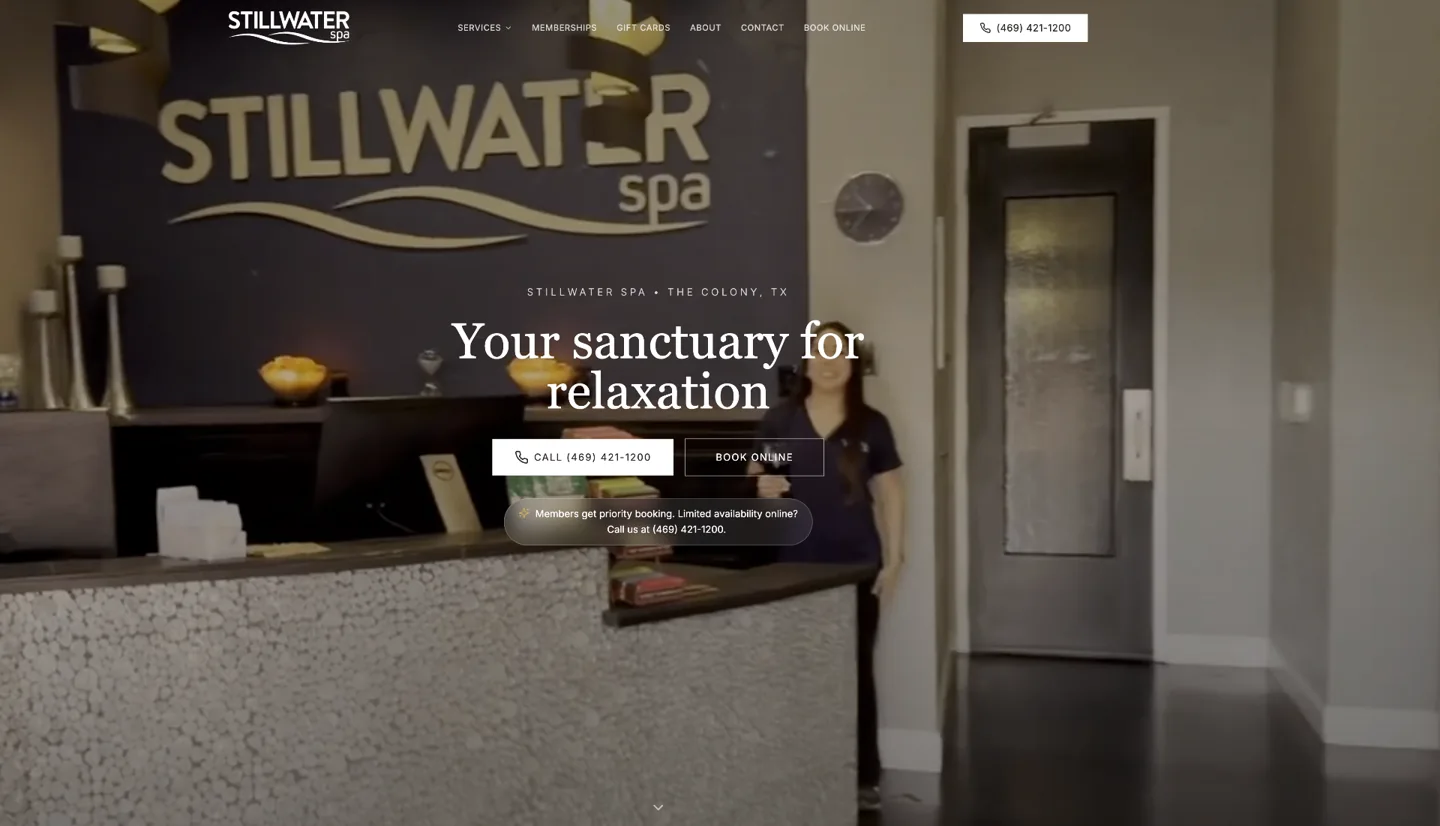 STILLWATER
spa
SERVICES
MEMBERSHIPS
GIFT CARDS
ABOUT
CONTACT
BOOK ONLINE
(469) 421-1200
STILLWATER
spa
STILLWATER SPA • THE COLONY, TX
Your sanctuary for
relaxation
CALL (469) 421-1200
BOOK ONLINE
Members get priority booking. Limited availability online?
Call us at (469) 421-1200.